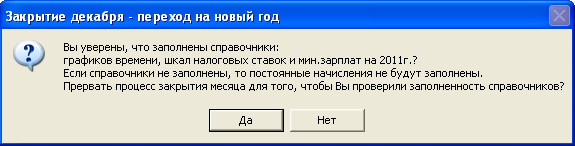 Закрытие декабря - переход на новый год
Вы уверены, что заполнены справочники:
графиков времени, шкал налоговых ставок и мин.зарплат на 2011г.?
Если справочники не заполнены, то постоянные начисления не будут заполнены.
Прервать процесс закрытия месяца для того, чтобы Вы проверили заполненность справочников?
Да
Нет